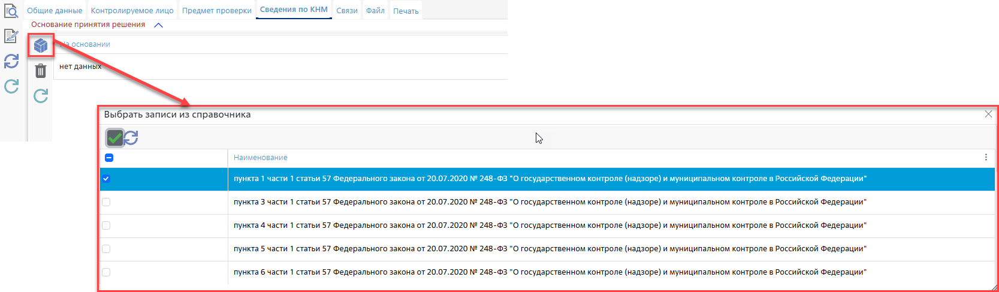 Общие данные Контролируемое лицо Предмет проверки Сведения по КНМ Связи Файл Печать
Основание принятия решения
На основании
нет данных
Выбрать записи из справочника
Наименование
пункта 1 части 1 статьи 57 Федерального закона от 20.07.2020 № 248-ФЗ "О государственном контроле (надзоре) и муниципальном контроле в Российской Федерации"
пункта 3 части 1 статьи 57 Федерального закона от 20.07.2020 № 248-ФЗ "О государственном контроле (надзоре) и муниципальном контроле в Российской Федерации"
пункта 4 части 1 статьи 57 Федерального закона от 20.07.2020 № 248-ФЗ "О государственном контроле (надзоре) и муниципальном контроле в Российской Федерации"
пункта 5 части 1 статьи 57 Федерального закона от 20.07.2020 № 248-ФЗ "О государственном контроле (надзоре) и муниципальном контроле в Российской Федерации"
пункта 6 части 1 статьи 57 Федерального закона от 20.07.2020 № 248-ФЗ "О государственном контроле (надзоре) и муниципальном контроле в Российской Федерации"